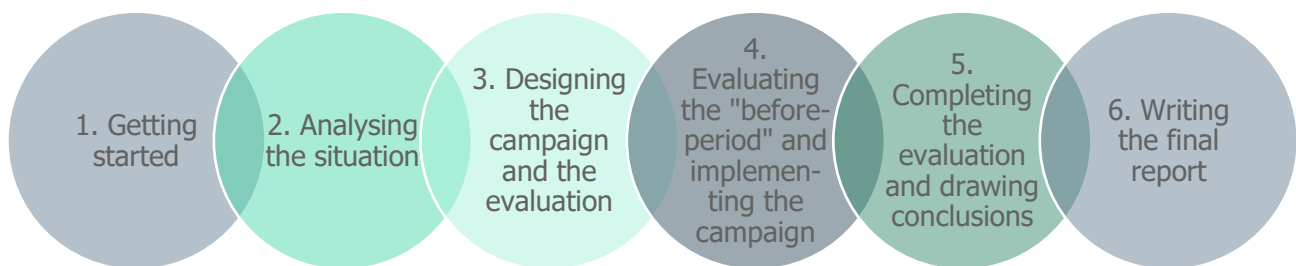 1. Getting
started
2. Analysing
the situation
3. Designing
the
campaign
and the
evaluation
4.
Evaluating
the "before-
period" and
implemen-
ting the
campaign
5.
Completing
the
evaluation
and drawing
conclusions
6. Writing
the final
report